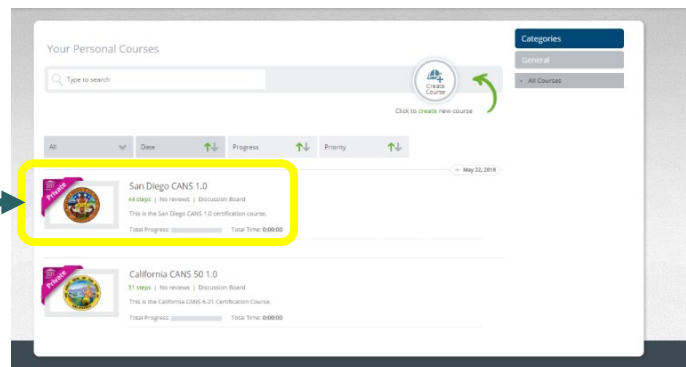 Your Personal Courses
Type to search
Create
Course
Click to create new course
Categories
General
All Courses
All
Date
Progress
Priority
May 22, 2018
Private
San Diego CANS 1.0
44 steps | No reviews | Discussion Board
This is the San Diego CANS 1.0 certification course.
Total Progress: Total Time: 0:00:00
Private
California CANS 50 1.0
31 steps | No reviews | Discussion Board
This is the California CANS 6-21 Certification Course.
Total Progress: Total Time: 0:00:00